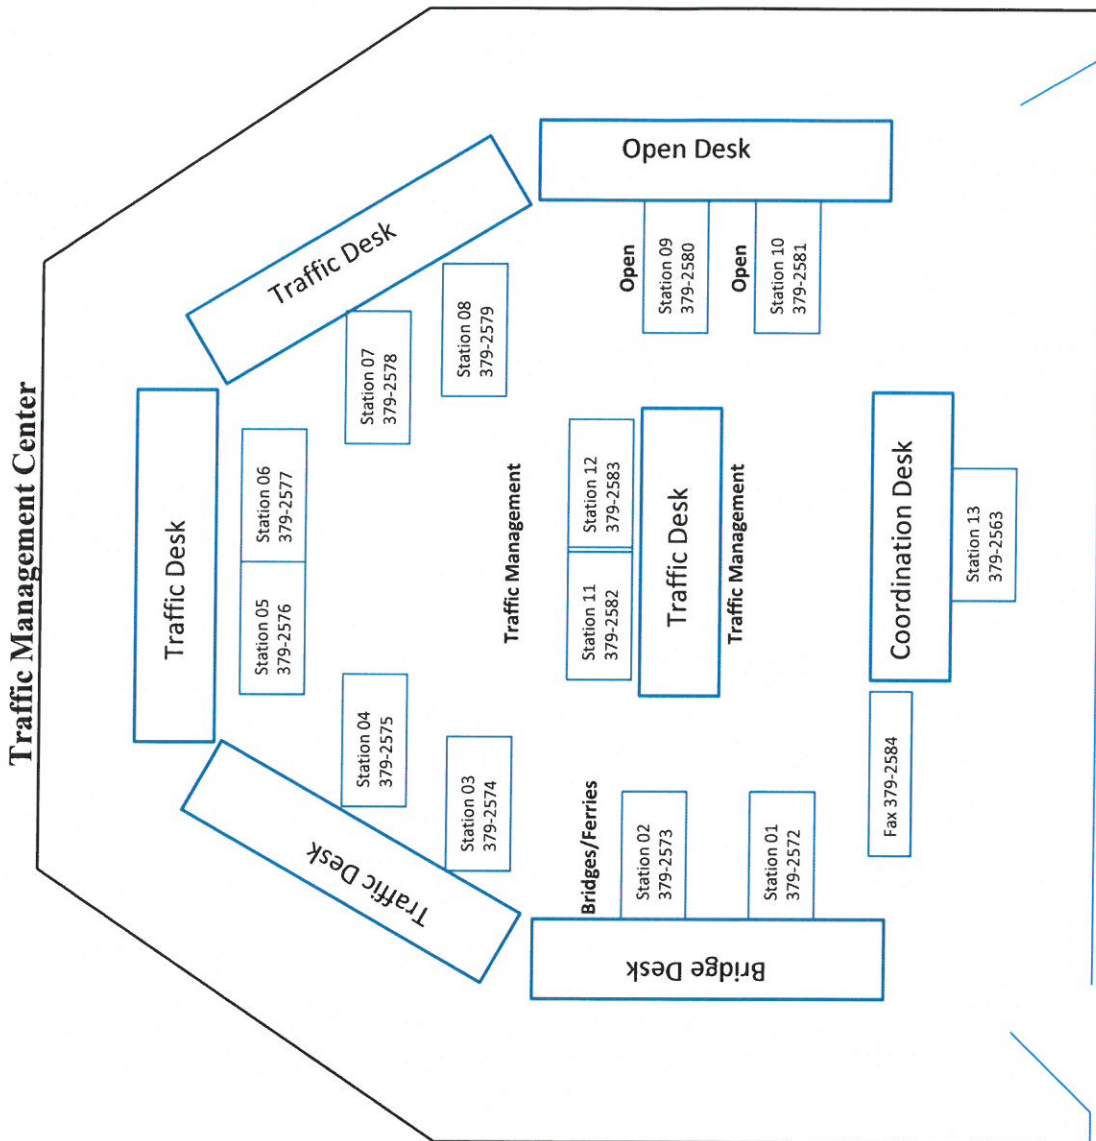 Traffic Management Center
Traffic Desk
Station 05
379-2576
Station 06
379-2577
Traffic Desk
Station 04
379-2575
Station 03
379-2574
Traffic Desk
Station 07
379-2578
Station 08
379-2579
Traffic Management
Station 11
379-2582
Station 12
379-2583
Traffic Desk
Traffic Management
Bridges/Ferries
Station 02
379-2573
Station 01
379-2572
Bridge Desk
Open
Station 09
379-2580
Open
Station 10
379-2581
Open Desk
Fax 379-2584
Coordination Desk
Station 13
379-2563